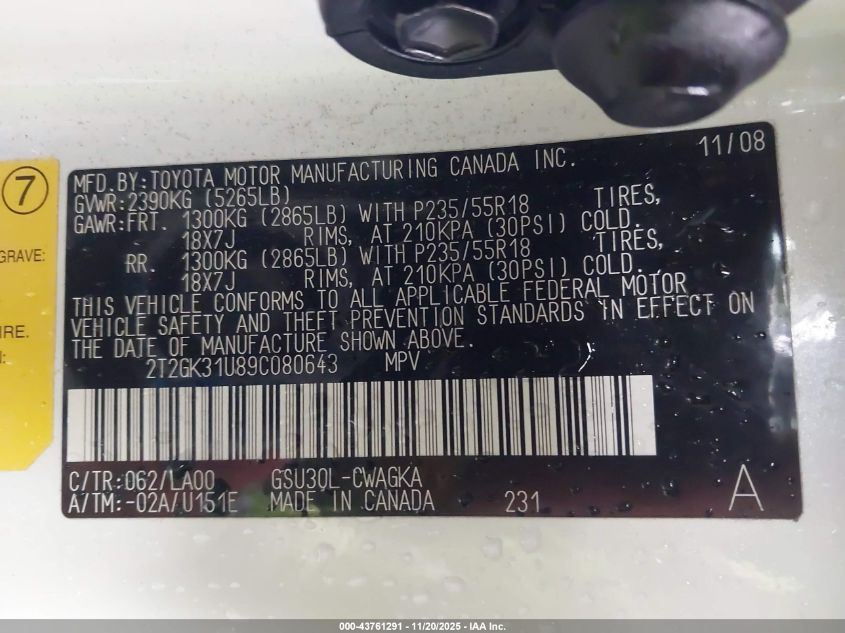 7
GRAVE:
MFD.BY:TOYOTA MOTOR MANUFACTURING CANADA INC. 11/08
GVWR:2390KG (5265LB)
GAWR:FRT. 1300KG (2865LB) WITH P235/55R18 TIRES,
18X7J RIMS, AT 210KPA (30PSI) COLD.
RR. 1300KG (2865LB) WITH P235/55R18 TIRES,
18X7J RIMS, AT 210KPA (30PSI) COLD.
THIS VEHICLE CONFORMS TO ALL APPLICABLE FEDERAL MOTOR
VEHICLE SAFETY AND THEFT PREVENTION STANDARDS IN EFFECT ON
THE DATE OF MANUFACTURE SHOWN ABOVE.
2T2GK31U89C080643 MPV
C/TR:062/LA00 GSU30L-CWAGKA
A/TM:-02A/U151E MADE IN CANADA 231 A
000-43761291 - 11/20/2025 - IAA Inc.